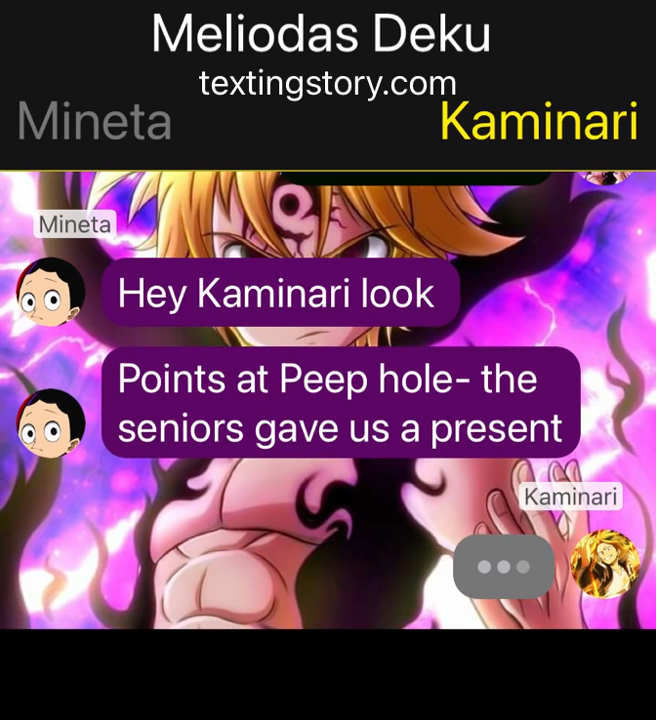 Meliodas Deku
textingstory.com
Mineta Kaminari
Mineta
Hey Kaminari look
Points at Peep hole- the
seniors gave us a present
Kaminari